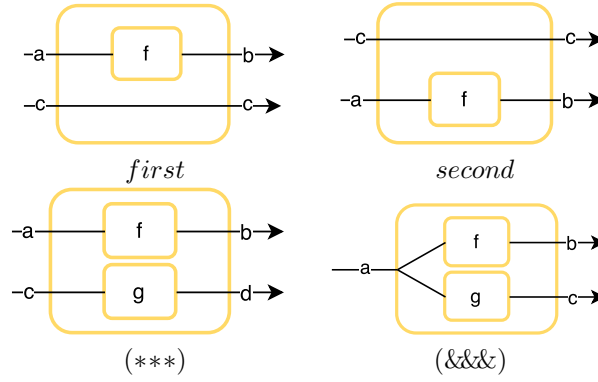 a f b
c c
first
c c
a f b
second
a f b
c g d
(***)
a f b
g c
(&&&)